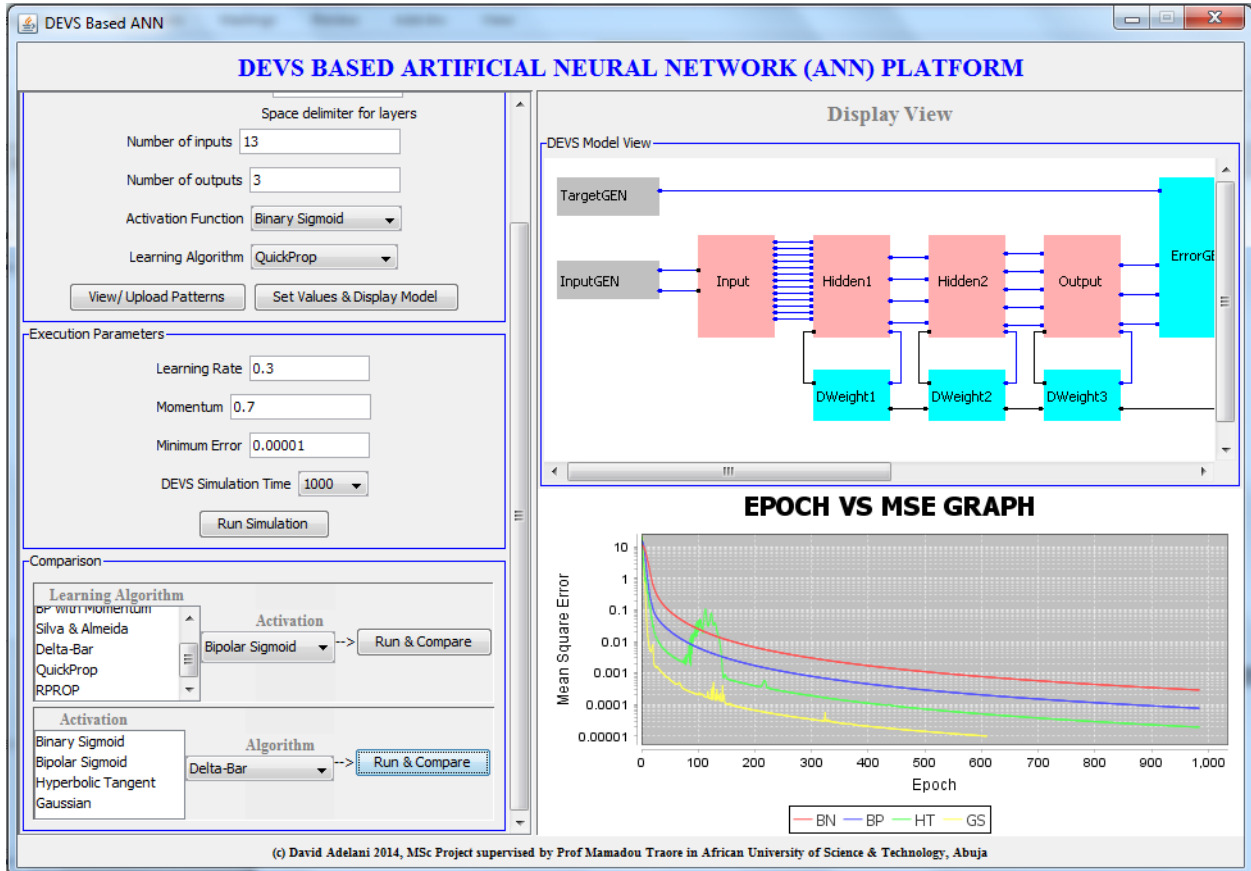 DEVS Based ANN
DEVS BASED ARTIFICIAL NEURAL NETWORK (ANN) PLATFORM
Space delimiter for layers
Number of inputs 13
Number of outputs 3
Activation Function Binary Sigmoid
Learning Algorithm QuickProp
View/ Upload Patterns Set Values & Display Model
Execution Parameters
Learning Rate 0.3
Momentum 0.7
Minimum Error 0.00001
DEVS Simulation Time 1000
Run Simulation
Comparison
Learning Algorithm
BP with Momentum
Silva & Almeida
Delta-Bar
QuickProp
RPROP
Activation
Bipolar Sigmoid --> Run & Compare
Activation
Binary Sigmoid
Bipolar Sigmoid
Hyperbolic Tangent
Gaussian
Algorithm
Delta-Bar --> Run & Compare
Display View
DEVS Model View
TargetGEN
InputGEN
Input
Hidden1
Hidden2
Output
ErrorGE
DWeight1
DWeight2
DWeight3
EPOCH VS MSE GRAPH
Mean Square Error
10
1
0.1
0.01
0.001
0.0001
0.00001
0 100 200 300 400 500 600 700 800 900 1,000
Epoch
BN BP HT GS
(c) David Adelani 2014, MSc Project supervised by Prof Mamadou Traore in African University of Science & Technology, Abuja